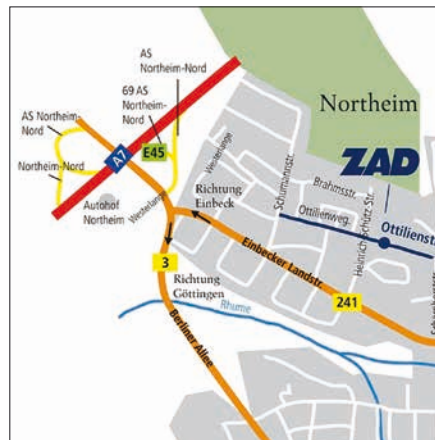 AS
Northeim-Nord
69 AS
Northeim-
Nord
AS Northeim-
Nord
A7
E45
Northeim-Nord
Autohof
Northeim
Westerlange
Westerlange
Richtung
Einbeck
Northeim
ZAD
Schumannstr.
Brahmsstr.
Ottilienweg
Heinrich Schütz Str.
Ottilienst
3
Richtung
Göttingen
Einbecker Landstr.
241
Rhume
Berliner Allee